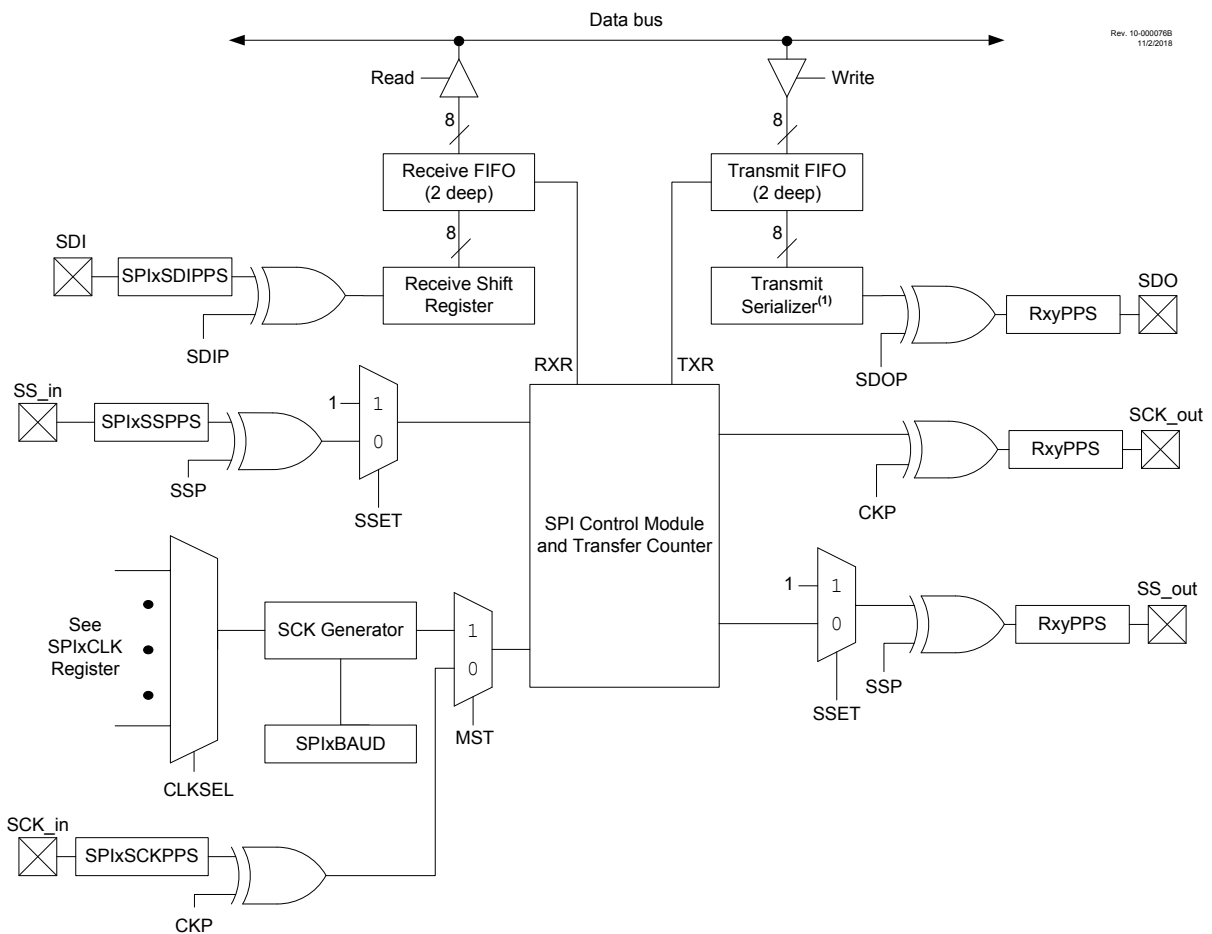 Data bus
Rev. 10-000076B
11/2/2018
Read
Write
8
8
Receive FIFO
(2 deep)
Transmit FIFO
(2 deep)
8
8
SDI
SPIxSDIPPS
Receive Shift
Register
Transmit
Serializer(1)
SDO
RxyPPS
SDIP
SDOP
RXR
TXR
SS_in
SPIxSSPPS
1
1
0
SSP
SSET
SCK_out
RxyPPS
CKP
SPI Control Module
and Transfer Counter
See
SPIxCLK
Register
SCK Generator
1
0
SPIxBAUD
MST
CLKSEL
1
1
0
SS_out
RxyPPS
SSP
SSET
SCK_in
SPIxSCKPPS
CKP